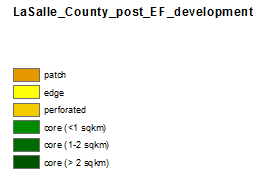 LaSalle_County_post_EF_development
patch
edge
perforated
core (<1 sqkm)
core (1-2 sqkm)
core (> 2 sqkm)